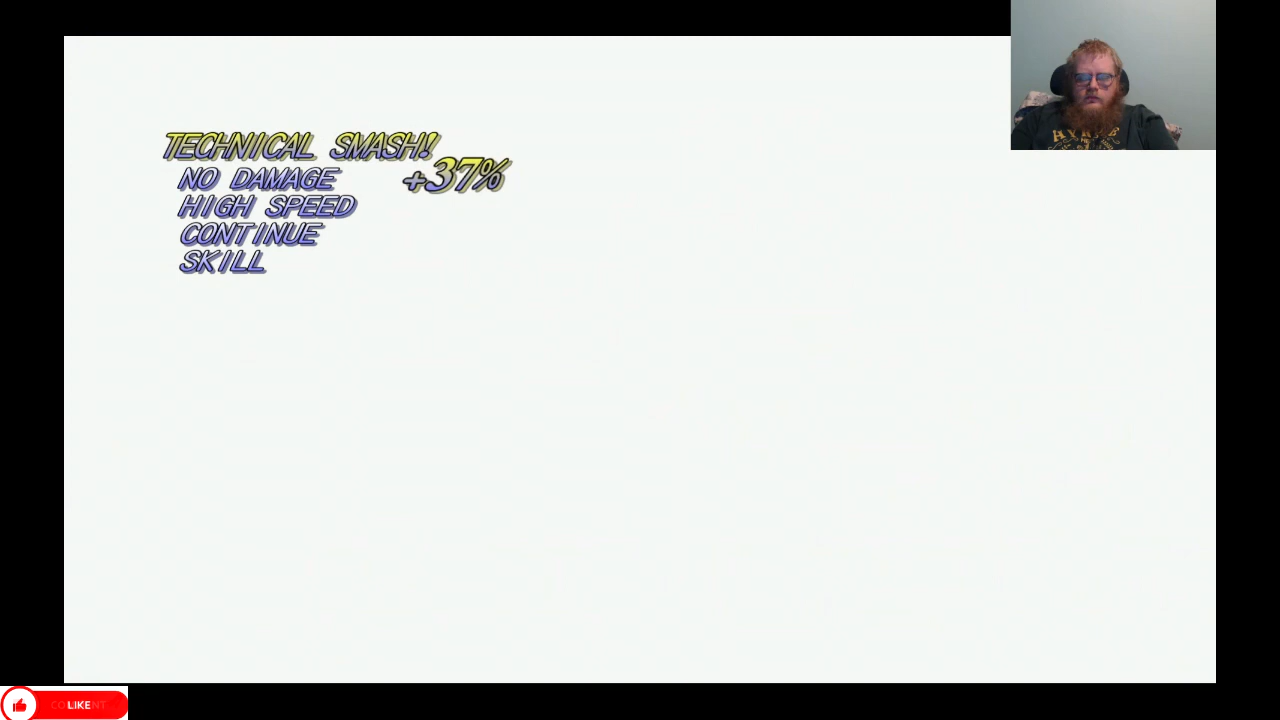 TECHNICAL SMASH!
NO DAMAGE +37%
HIGH SPEED
CONTINUE
SKILL
LIKE